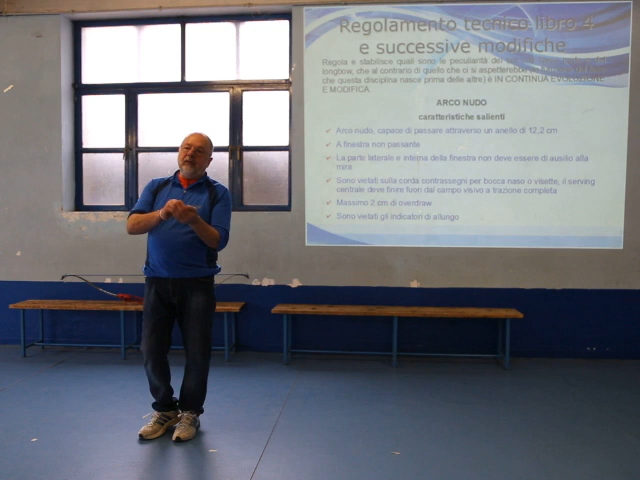 Regolamento tecnico libro 4
e successive modifiche
Regola e stabilisce quali sono le peculiarità
longbow, che al contrario di quello che ci si aspetterebbe
che questa disciplina nasce prima delle altre) è IN CONTINUA EVOLUZIONE
E MODIFICA.
ARCO NUDO
caratteristiche salienti
Arco nudo, capace di passare attraverso un anello di 12,2 cm
A finestra non passante
La parte laterale e interna della finestra non deve essere di ausilio alla
mira
Sono vietati sulla corda contrassegni per bocca naso o visette, il serving
centrale deve finire fuori dal campo visivo a trazione completa
Massimo 2 cm di overdraw
Sono vietati gli indicatori di allungo